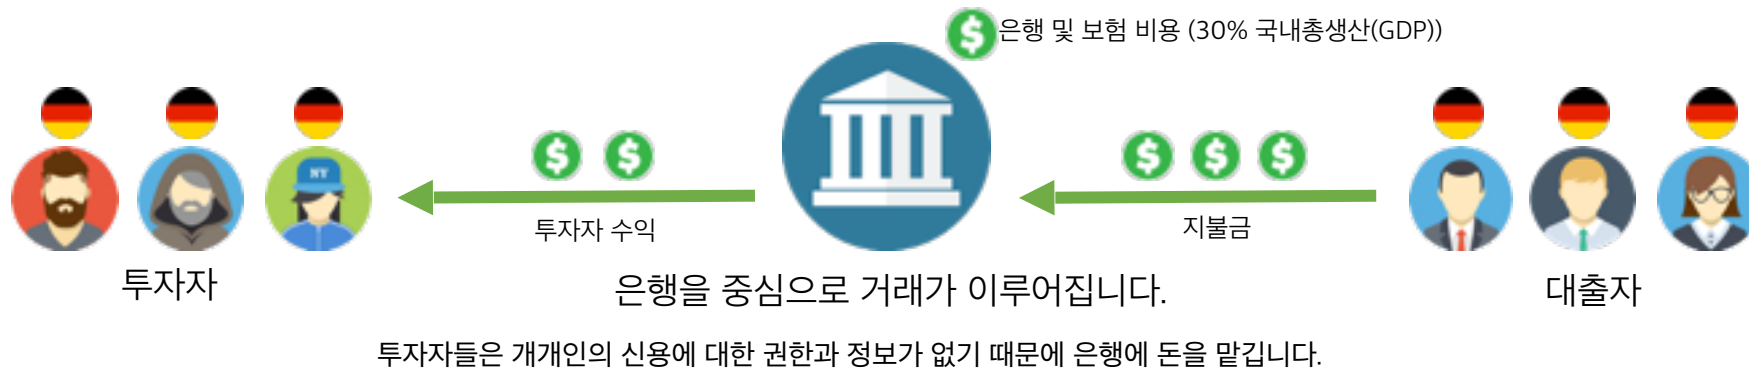 은행 및 보험 비용 (30% 국내총생산(GDP))
NY
투자자 수익
지불금
투자자
은행을 중심으로 거래가 이루어집니다.
대출자
투자자들은 개개인의 신용에 대한 권한과 정보가 없기 때문에 은행에 돈을 맡깁니다.